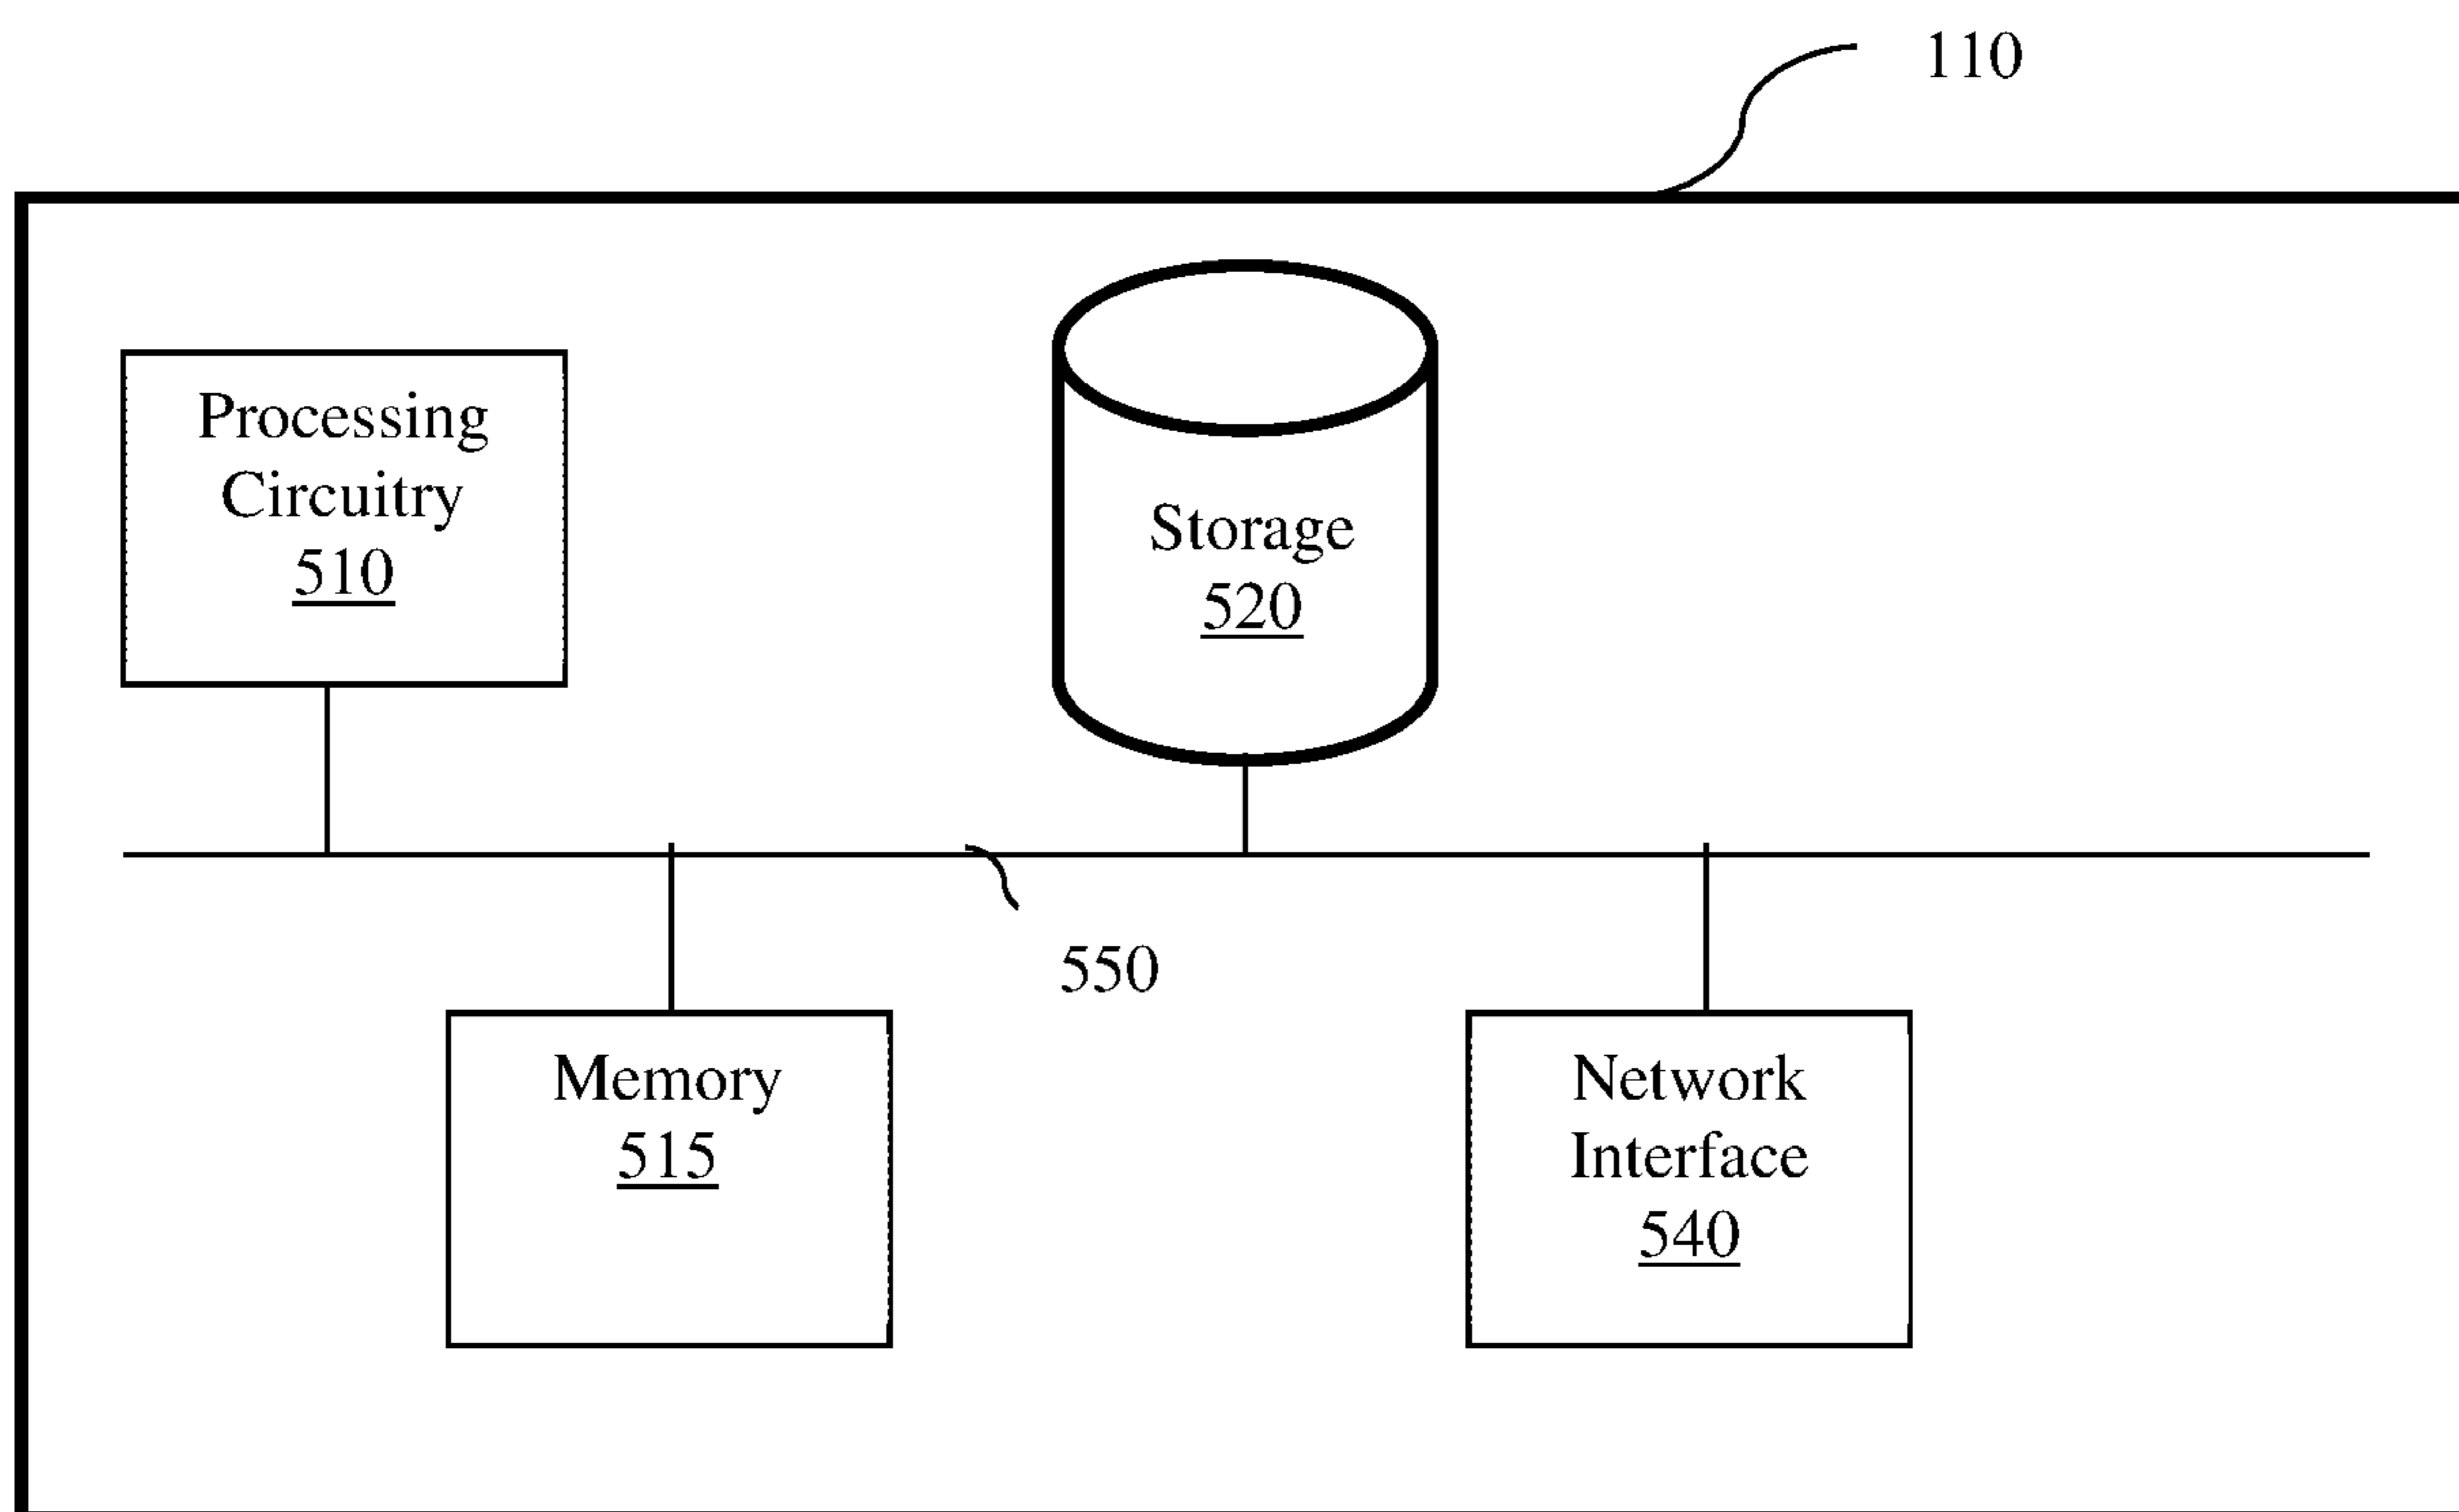 110
Processing
Circuitry
510
Storage
520
550
Memory
515
Network
Interface
540